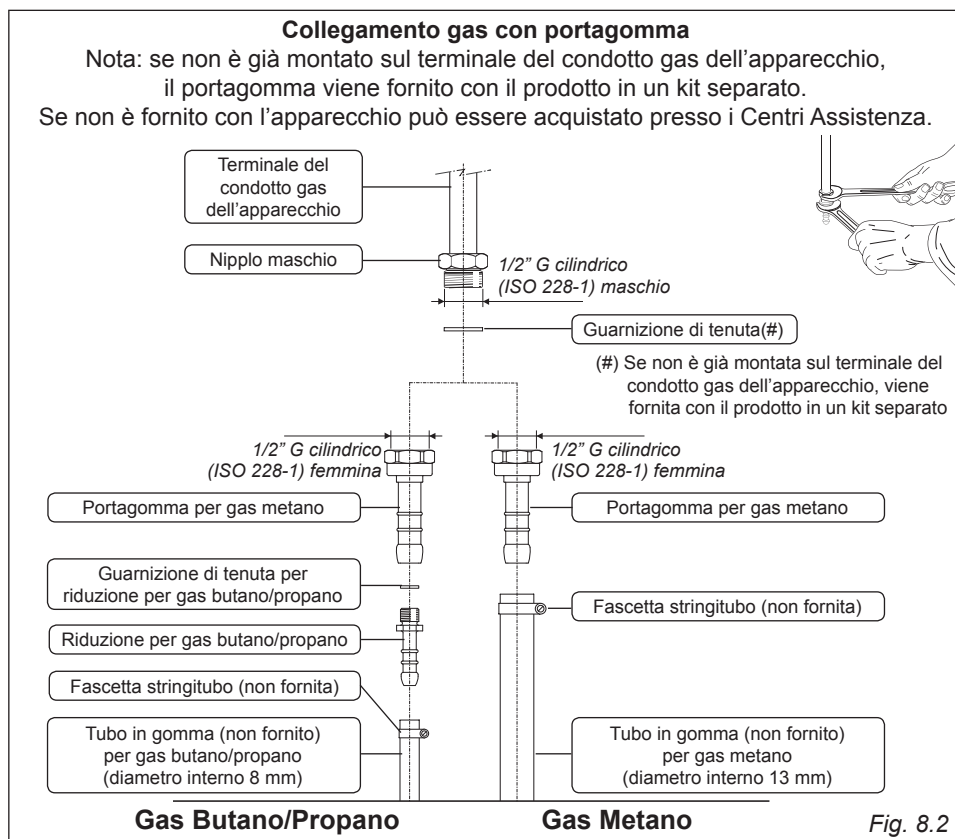 Collegamento gas con portagomma
Nota: se non è già montato sul terminale del condotto gas dell'apparecchio,
il portagomma viene fornito con il prodotto in un kit separato.
Se non è fornito con l'apparecchio può essere acquistato presso i Centri Assistenza.
Terminale del
condotto gas
dell'apparecchio
Nipplo maschio
1/2” G cilindrico
(ISO 228-1) maschio
Guarnizione di tenuta(#)
(#) Se non è già montata sul terminale del
condotto gas dell'apparecchio, viene
fornita con il prodotto in un kit separato
1/2” G cilindrico
(ISO 228-1) femmina
1/2” G cilindrico
(ISO 228-1) femmina
Portagomma per gas metano
Portagomma per gas metano
Guarnizione di tenuta per
riduzione per gas butano/propano
Fascetta stringitubo (non fornita)
Riduzione per gas butano/propano
Fascetta stringitubo (non fornita)
Tubo in gomma (non fornito)
per gas butano/propano
(diametro interno 8 mm)
Tubo in gomma (non fornito)
per gas metano
(diametro interno 13 mm)
Gas Butano/Propano
Gas Metano
Fig. 8.2